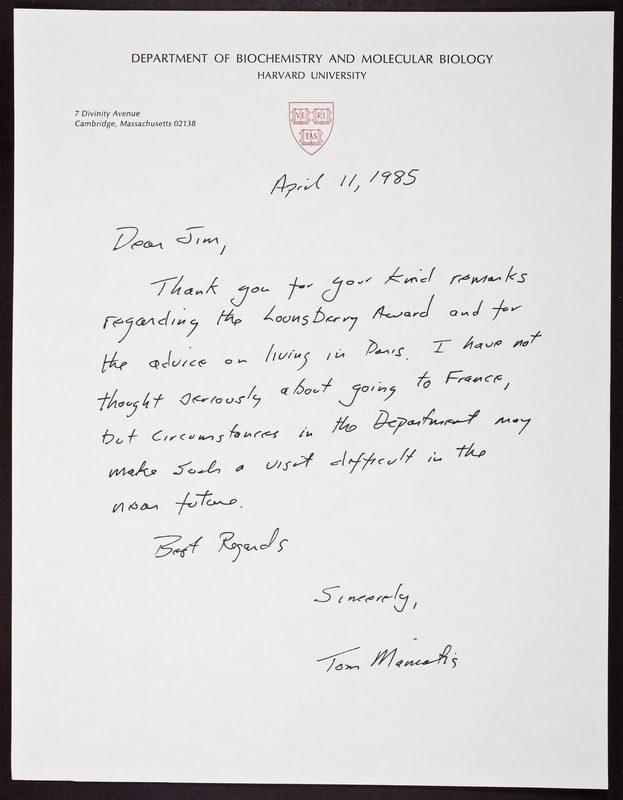 DEPARTMENT OF BIOCHEMISTRY AND MOLECULAR BIOLOGY
HARVARD UNIVERSITY
7 Divinity Avenue
Cambridge, Massachusetts 02138
VE RI
TAS
April 11, 1985
Dear Jim,
Thank you for your kind remarks
regarding the Lounsberry Award and for
the advice on living in Paris. I have not
thought seriously about going to France,
but circumstances in the Department may
make such a visit difficult in the
near future.
Best Regards
Sincerely,
Tom Maniatis